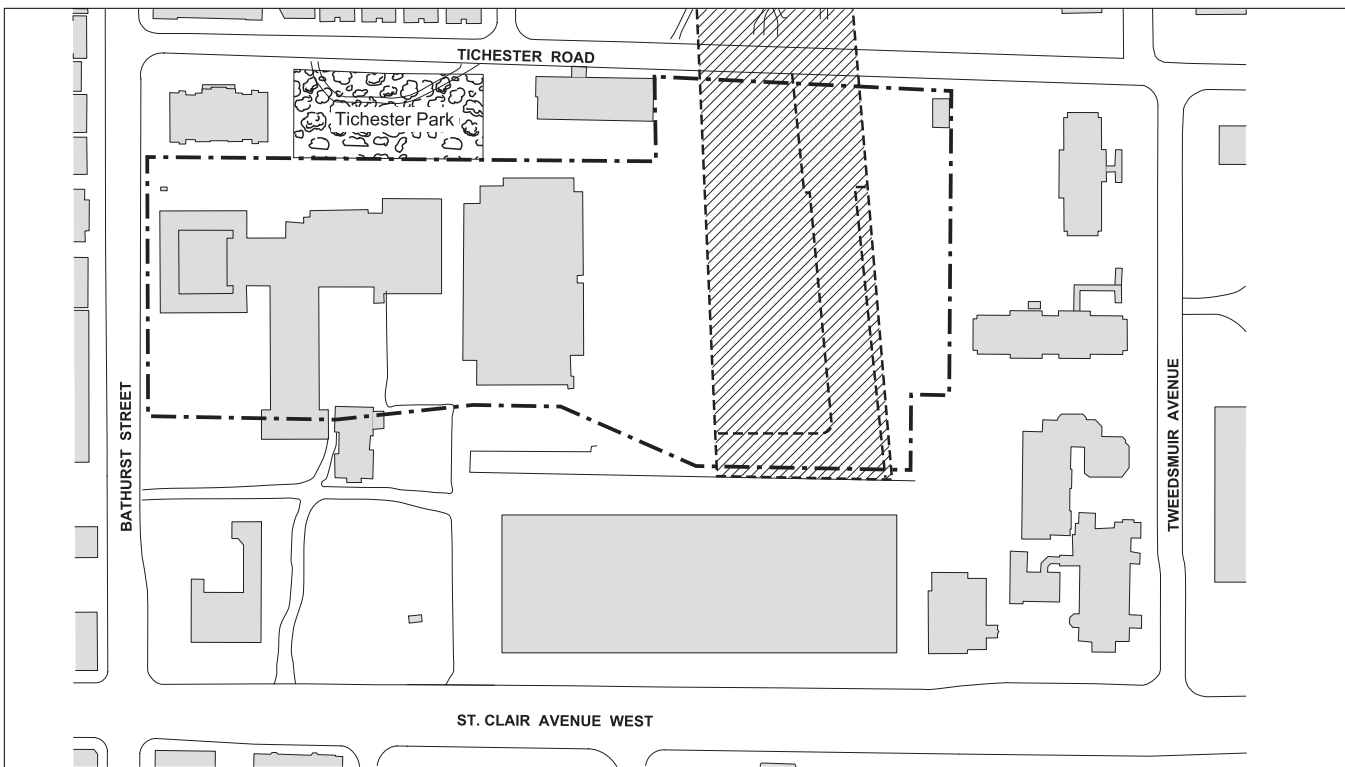 TICHESTER ROAD
Tichester Park
BATHURST STREET
TWEEDSMUIR AVENUE
ST. CLAIR AVENUE WEST